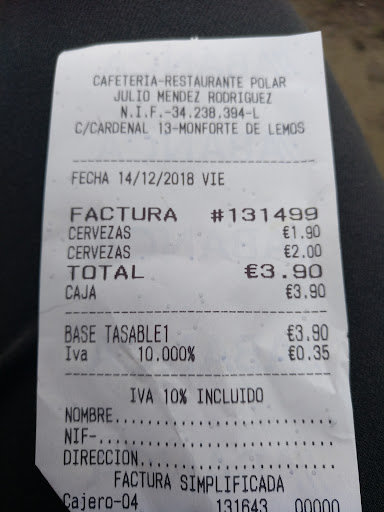 CAFETERIA-RESTAURANTE POLAR
JULIO MENDEZ RODRIGUEZ
N.I.F.-34.238.394-L
C/CARDENAL 13-MONFORTE DE LEMOS
FECHA 14/12/2018 VIE
FACTURA #131499
CERVEZAS €1.90
CERVEZAS €2.00
TOTAL €3.90
CAJA €3.90
BASE TASABLE1 €3.90
Iva 10.000% €0.35
IVA 10% INCLUIDO
NOMBRE..............................
NIF-................................
DIRECCION...........................
FACTURA SIMPLIFICADA
Cajero-04 131643 00000